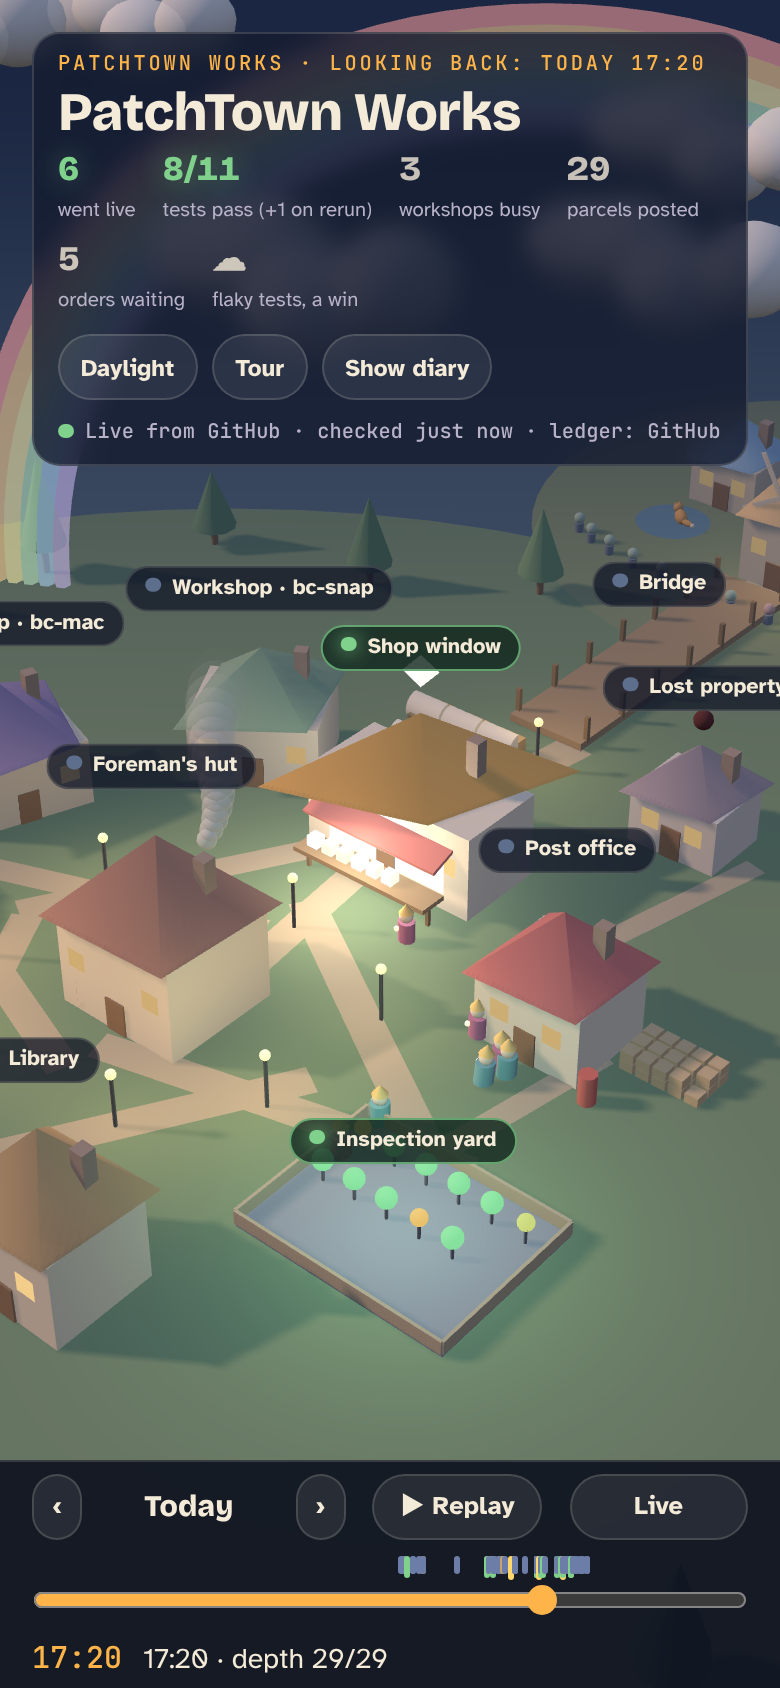 PATCHTOWN WORKS · LOOKING BACK: TODAY 17:20
PatchTown Works
6 8/11 3 29
went live tests pass (+1 on rerun) workshops busy parcels posted
5 ☁
orders waiting flaky tests, a win
Daylight Tour Show diary
Live from GitHub · checked just now · ledger: GitHub
Workshop · bc-snap
Bridge
p · bc-mac
Shop window
Lost property
Foreman's hut
Post office
Library
Inspection yard
‹ Today › ▶ Replay Live
17:20 17:20 · depth 29/29